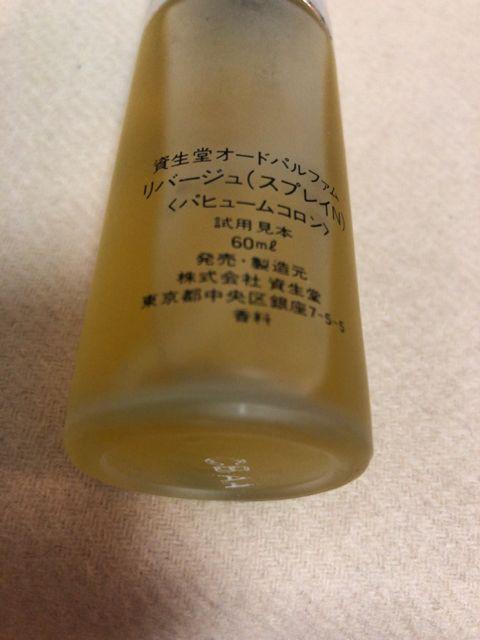 資生堂オードパルファム
リバージュ(スプレイN)
〈パヒュームコロン〉
試用見本
60ml
発売・製造元
株式会社 資生堂
東京都中央区銀座7-5-5
香料